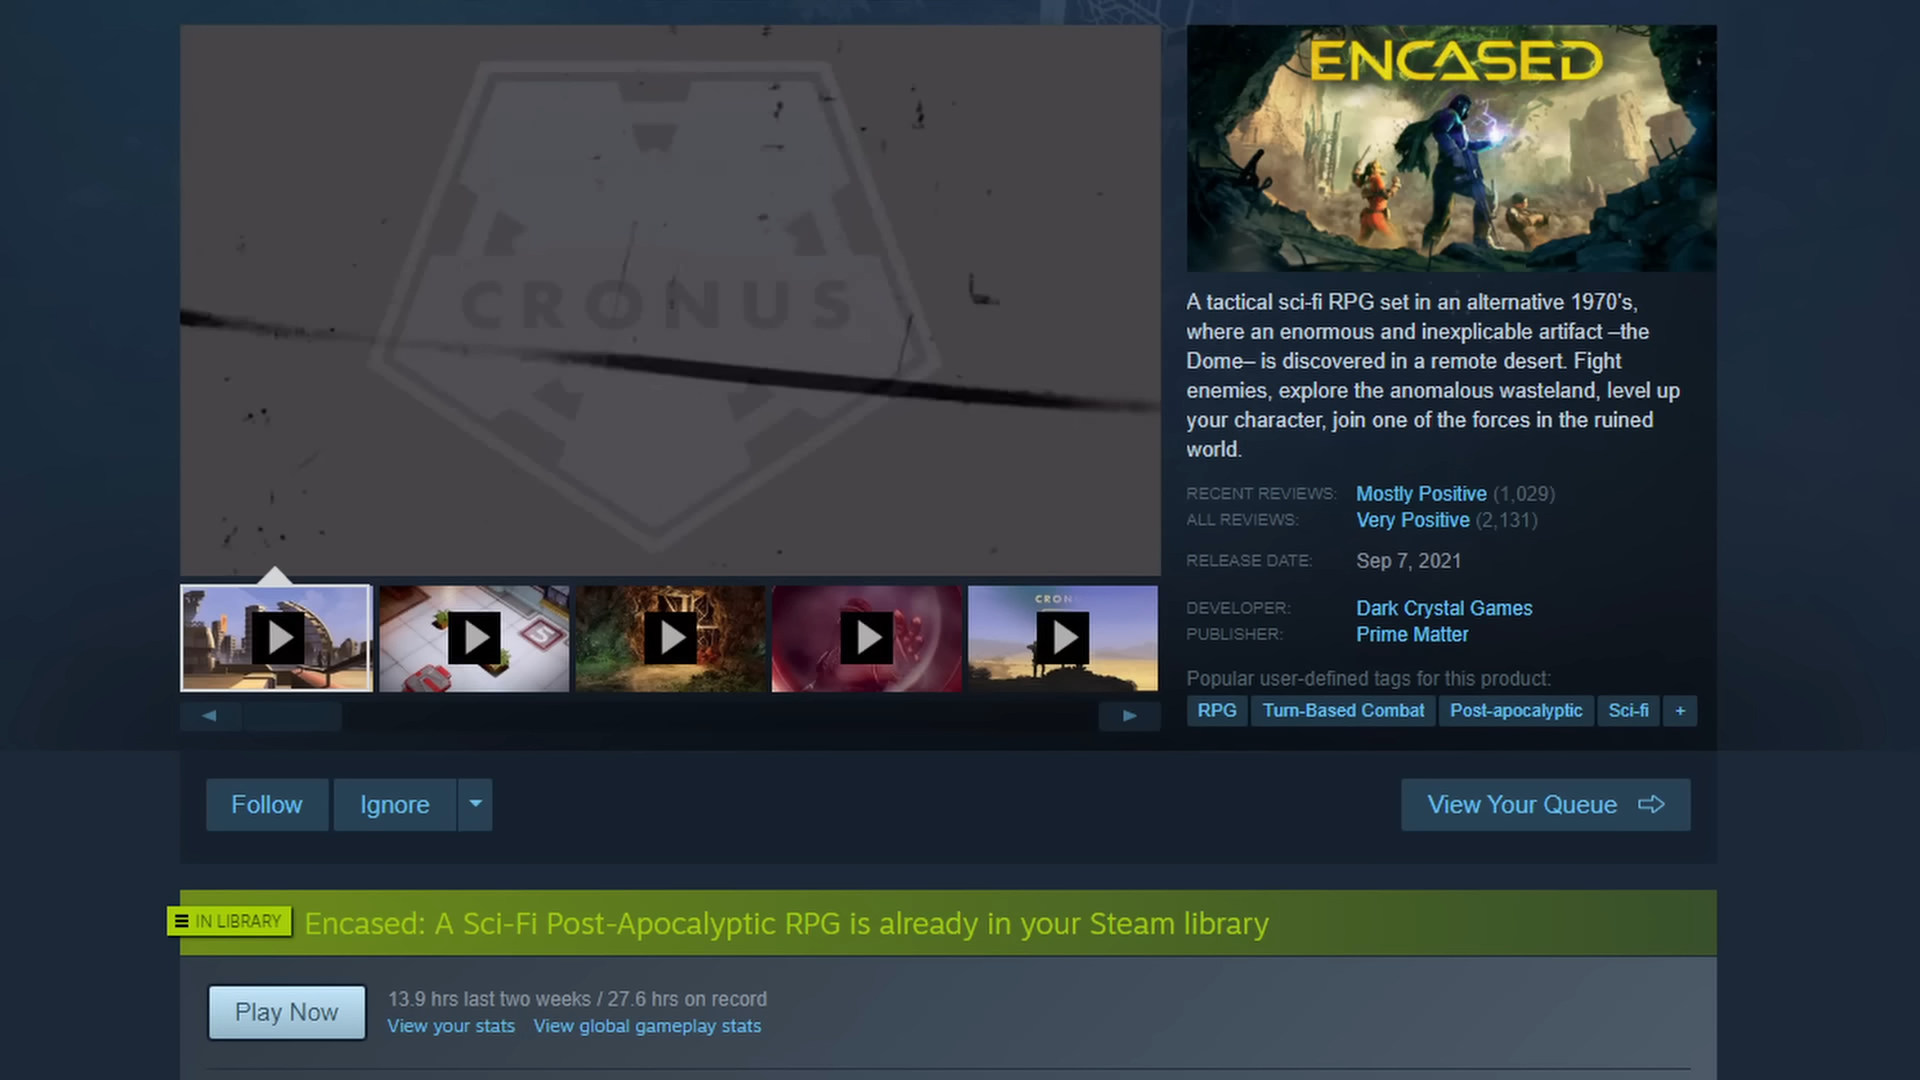 ENCASED
CRONUS
A tactical sci-fi RPG set in an alternative 1970's,
where an enormous and inexplicable artifact –the
Dome– is discovered in a remote desert. Fight
enemies, explore the anomalous wasteland, level up
your character, join one of the forces in the ruined
world.
RECENT REVIEWS: Mostly Positive (1,029)
ALL REVIEWS: Very Positive (2,131)
RELEASE DATE: Sep 7, 2021
DEVELOPER: Dark Crystal Games
PUBLISHER: Prime Matter
Popular user-defined tags for this product:
RPG Turn-Based Combat Post-apocalyptic Sci-fi +
5
CRON
Follow Ignore View Your Queue
IN LIBRARY Encased: A Sci-Fi Post-Apocalyptic RPG is already in your Steam library
Play Now
13.9 hrs last two weeks / 27.6 hrs on record
View your stats View global gameplay stats